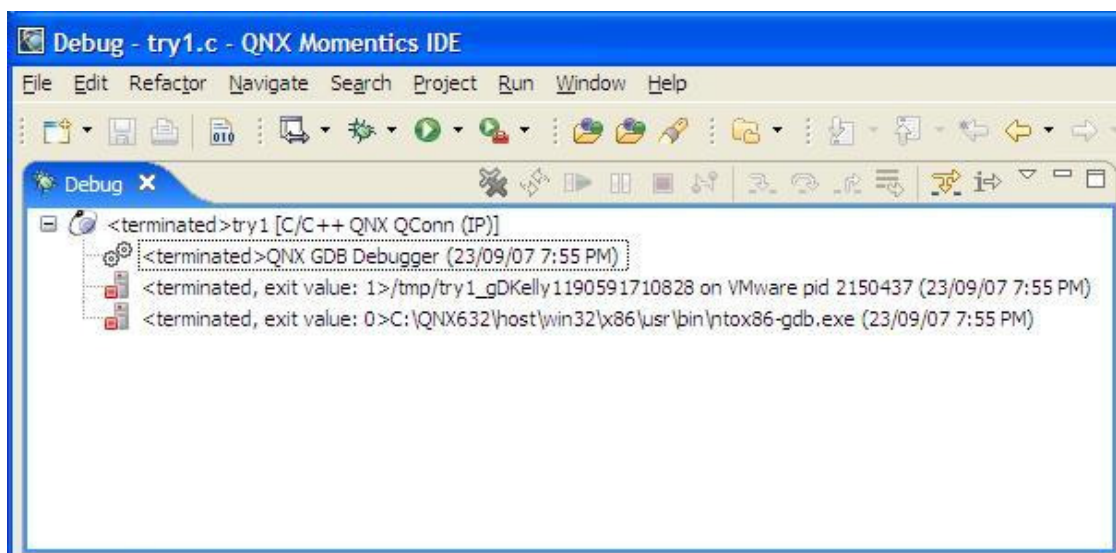 Debug - try1.c - QNX Momentics IDE
File Edit Refactor Navigate Search Project Run Window Help
010
Debug
<terminated>try1 [C/C++ QNX QConn (IP)]
<terminated>QNX GDB Debugger (23/09/07 7:55 PM)
<terminated, exit value: 1>/tmp/try1_gDKelly1190591710828 on VMware pid 2150437 (23/09/07 7:55 PM)
<terminated, exit value: 0>C:\QNX632\host\win32\x86\usr\bin\ntox86-gdb.exe (23/09/07 7:55 PM)